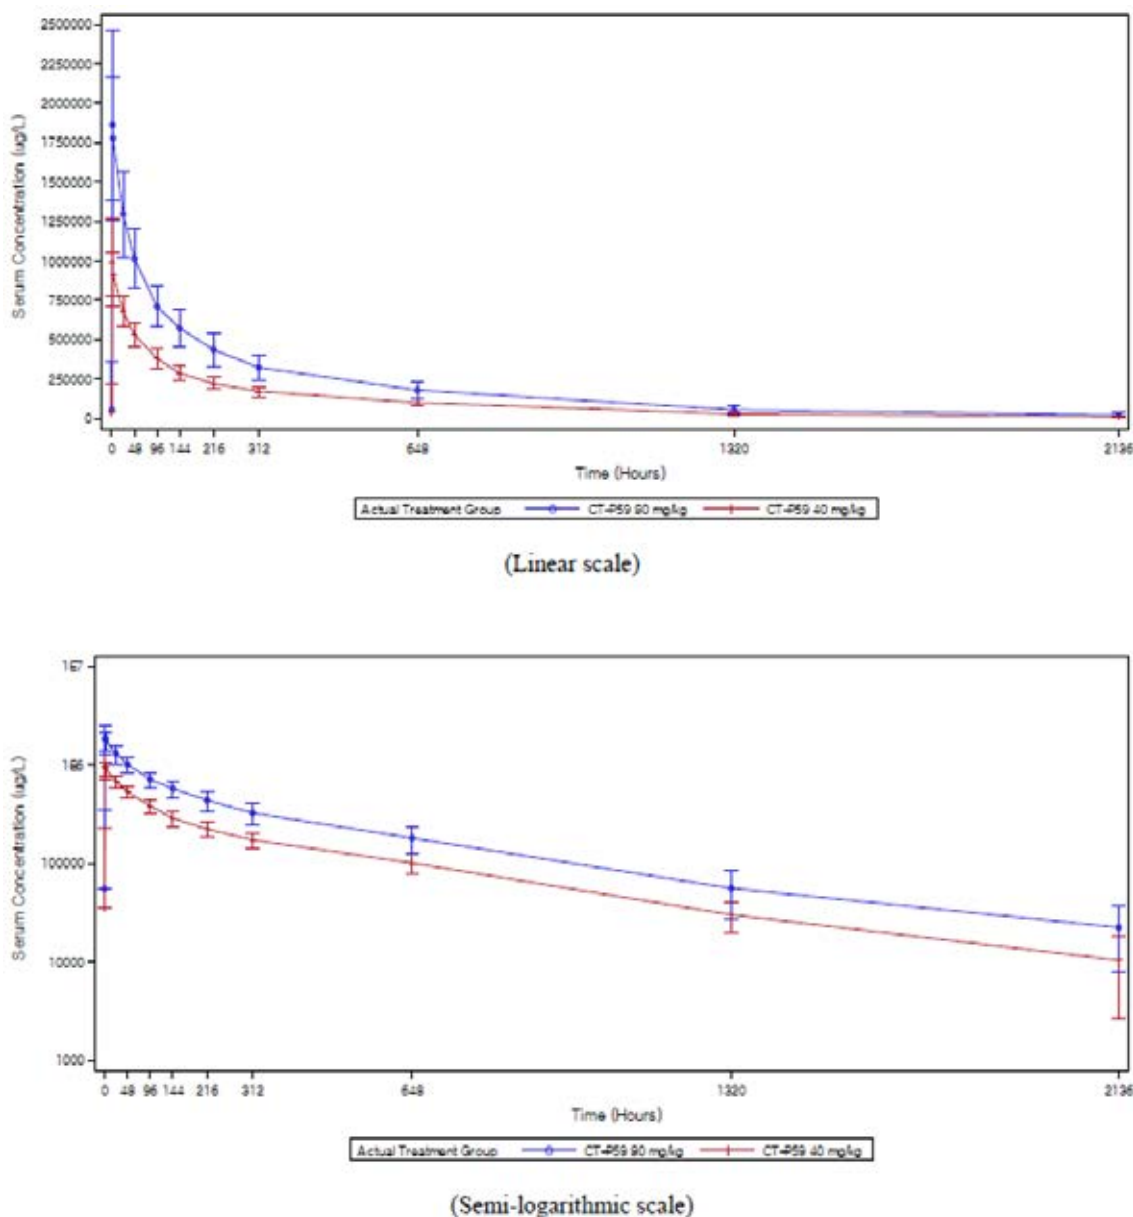 2500000
2250000
2000000
1750000
1500000
1250000
1000000
750000
500000
250000
0
Serum Concentration (ug/L)
0 48 96 144 216 312 648 1320 2136
Time (Hours)
Actual Treatment Group CT-P59 80 mg/kg CT-P59 40 mg/kg
(Linear scale)
1E7
1E6
100000
10000
1000
Serum Concentration (ug/L)
0 48 96 144 216 312 648 1320 2136
Time (Hours)
Actual Treatment Group CT-P59 80 mg/kg CT-P59 40 mg/kg
(Semi-logarithmic scale)